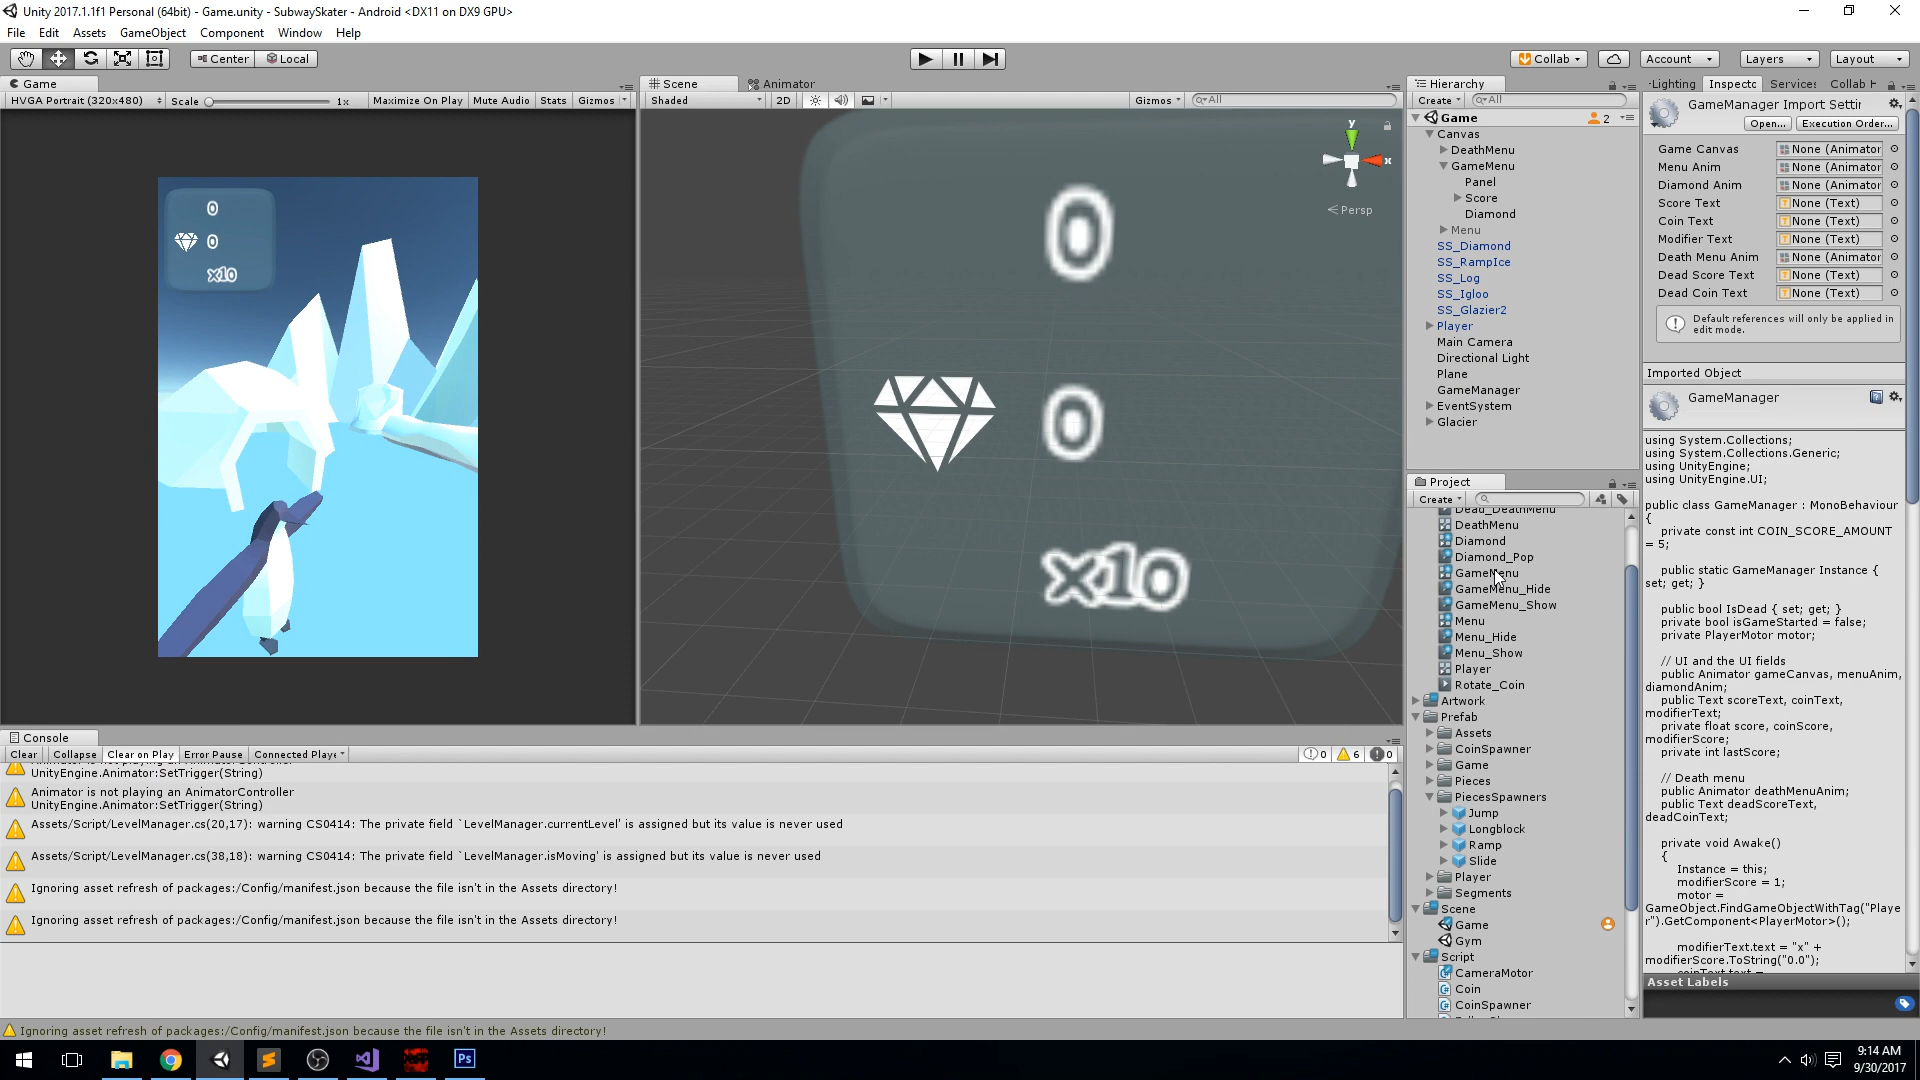 Unity 2017.1.1f1 Personal (64bit) - Game.unity - SubwaySkater - Android <DX11 on DX9 GPU>
File Edit Assets GameObject Component Window Help
Center Local
Collab
Account
Layers
Layout
Game
HVGA Portrait (320x480)
Scale
1x
Maximize On Play
Mute Audio
Stats
Gizmos
0
0
x10
Scene
Animator
Shaded
2D
Gizmos
All
y
x
Persp
0
0
x10
Hierarchy
Create
All
Game
2
Canvas
DeathMenu
GameMenu
Panel
Score
Diamond
Menu
SS_Diamond
SS_RampIce
SS_Log
SS_Igloo
SS_Glazier2
Player
Main Camera
Directional Light
Plane
GameManager
EventSystem
Glacier
Project
Create
Dead_DeathMenu
DeathMenu
Diamond
Diamond_Pop
GameMenu
GameMenu_Hide
GameMenu_Show
Menu
Menu_Hide
Menu_Show
Player
Rotate_Coin
Artwork
Prefab
Assets
CoinSpawner
Game
Pieces
PiecesSpawners
Jump
Longblock
Ramp
Slide
Player
Segments
Scene
Game
Gym
Script
CameraMotor
Coin
CoinSpawner
Lighting
Inspecto
Services
Collab H
GameManager Import Settir
Open...
Execution Order...
Game Canvas
None (Animator
Menu Anim
None (Animator
Diamond Anim
None (Animator
Score Text
None (Text)
Coin Text
None (Text)
Modifier Text
None (Text)
Death Menu Anim
None (Animator
Dead Score Text
None (Text)
Dead Coin Text
None (Text)
Default references will only be applied in
edit mode.
Imported Object
GameManager
using System.Collections;
using System.Collections.Generic;
using UnityEngine;
using UnityEngine.UI;
public class GameManager : MonoBehaviour
{
private const int COIN_SCORE_AMOUNT
= 5;
public static GameManager Instance {
set; get; }
public bool IsDead { set; get; }
private bool isGameStarted = false;
private PlayerMotor motor;
// UI and the UI fields
public Animator gameCanvas, menuAnim,
diamondAnim;
public Text scoreText, coinText,
modifierText;
private float score, coinScore,
modifierScore;
private int lastScore;
// Death menu
public Animator deathMenuAnim;
public Text deadScoreText,
deadCoinText;
private void Awake()
{
Instance = this;
modifierScore = 1;
motor =
GameObject.FindGameObjectWithTag("Playe
r").GetComponent<PlayerMotor>();
modifierText.text = "x" +
modifierScore.ToString("0.0");
Asset Labels
Console
Clear
Collapse
Clear on Play
Error Pause
Connected Playe
0
6
0
UnityEngine.Animator:SetTrigger(String)
Animator is not playing an AnimatorController
UnityEngine.Animator:SetTrigger(String)
Assets/Script/LevelManager.cs(20,17): warning CS0414: The private field `LevelManager.currentLevel' is assigned but its value is never used
Assets/Script/LevelManager.cs(38,18): warning CS0414: The private field `LevelManager.isMoving' is assigned but its value is never used
Ignoring asset refresh of packages:/Config/manifest.json because the file isn't in the Assets directory!
Ignoring asset refresh of packages:/Config/manifest.json because the file isn't in the Assets directory!
Ignoring asset refresh of packages:/Config/manifest.json because the file isn't in the Assets directory!
Ps
9:14 AM
9/30/2017